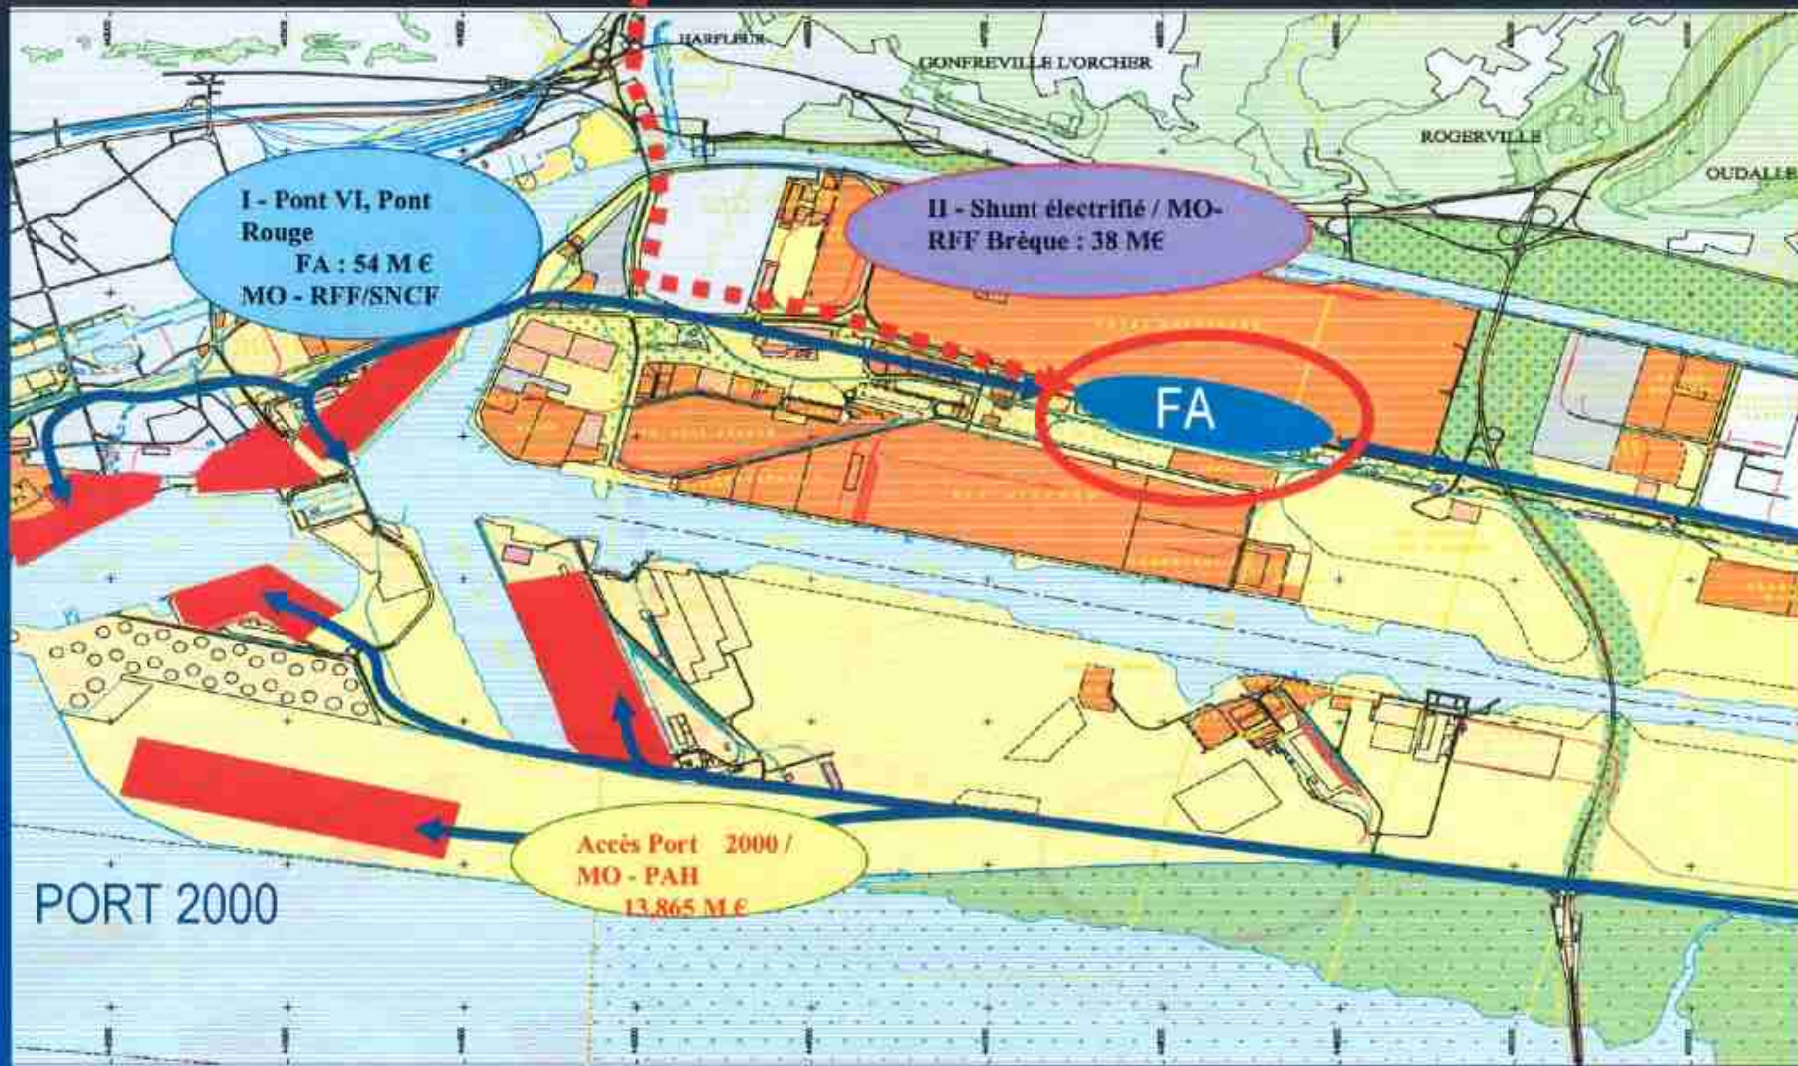 HARFLEUR
GONFREVILLE L'ORCHER
ROGERVILLE
OUDALLE
I - Pont VI, Pont
Rouge
FA : 54 M €
MO - RFF/SNCF
II - Shunt électrifié / MO-
RFF Brèque : 38 M€
FA
Accès Port 2000 /
MO - PAH
13,865 M €
PORT 2000